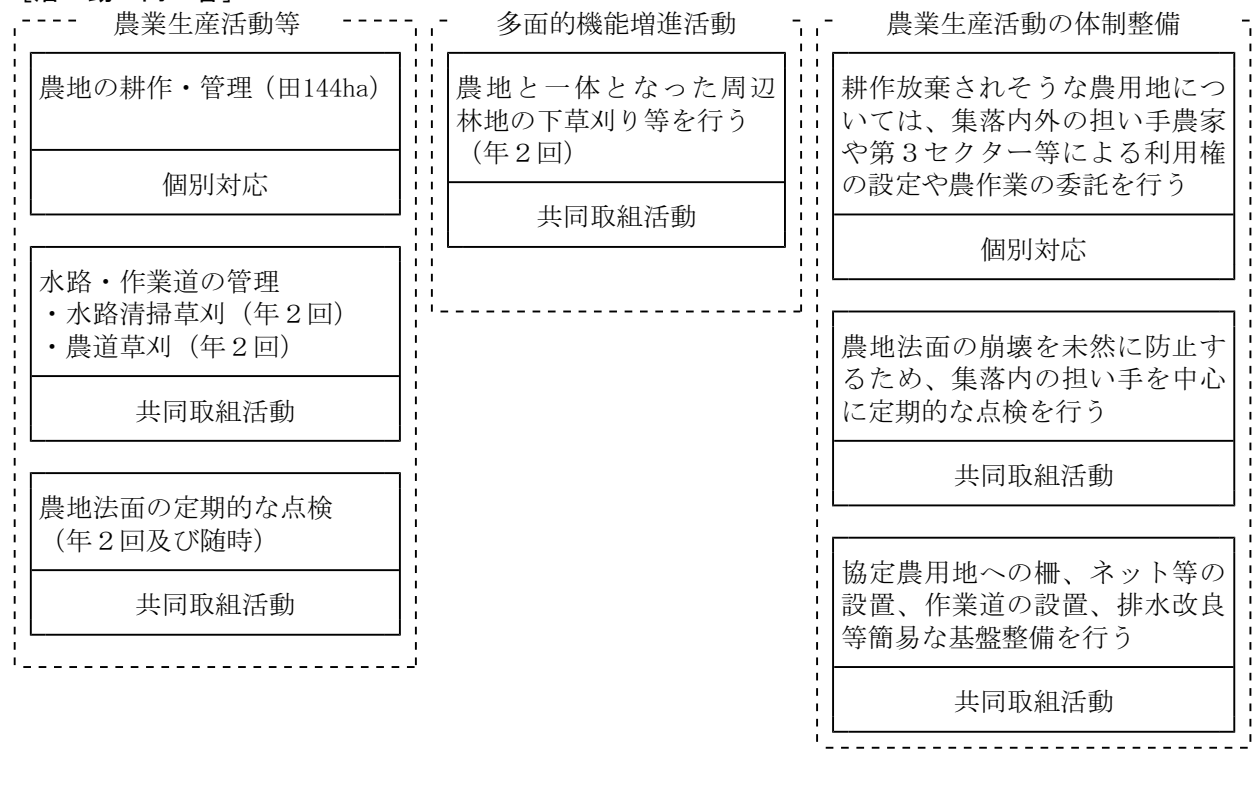 農業生産活動等
農地の耕作・管理（田144ha）
個別対応
水路・作業道の管理
・水路清掃草刈（年２回）
・農道草刈（年２回）
共同取組活動
農地法面の定期的な点検
（年２回及び随時）
共同取組活動
多面的機能増進活動
農地と一体となった周辺
林地の下草刈り等を行う
（年２回）
共同取組活動
農業生産活動の体制整備
耕作放棄されそうな農用地につ
いては、集落内外の担い手農家
や第３セクター等による利用権
の設定や農作業の委託を行う
個別対応
農地法面の崩壊を未然に防止す
るため、集落内の担い手を中心
に定期的な点検を行う
共同取組活動
協定農用地への柵、ネット等の
設置、作業道の設置、排水改良
等簡易な基盤整備を行う
共同取組活動